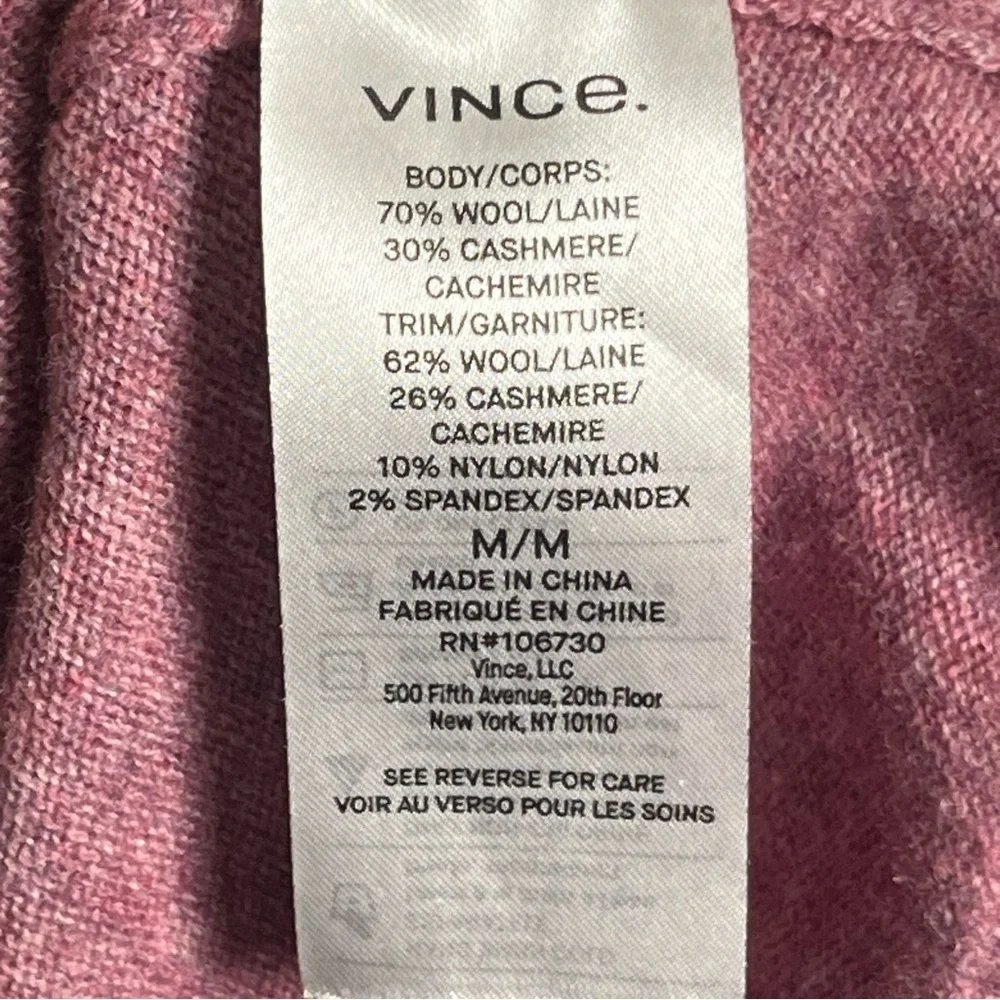 VINCE.
BODY/CORPS:
70% WOOL/LAINE
30% CASHMERE/
CACHEMIRE
TRIM/GARNITURE:
62% WOOL/LAINE
26% CASHMERE/
CACHEMIRE
10% NYLON/NYLON
2% SPANDEX/SPANDEX
M/M
MADE IN CHINA
FABRIQUÉ EN CHINE
RN#106730
Vince, LLC
500 Fifth Avenue, 20th Floor
New York, NY 10110
SEE REVERSE FOR CARE
VOIR AU VERSO POUR LES SOINS